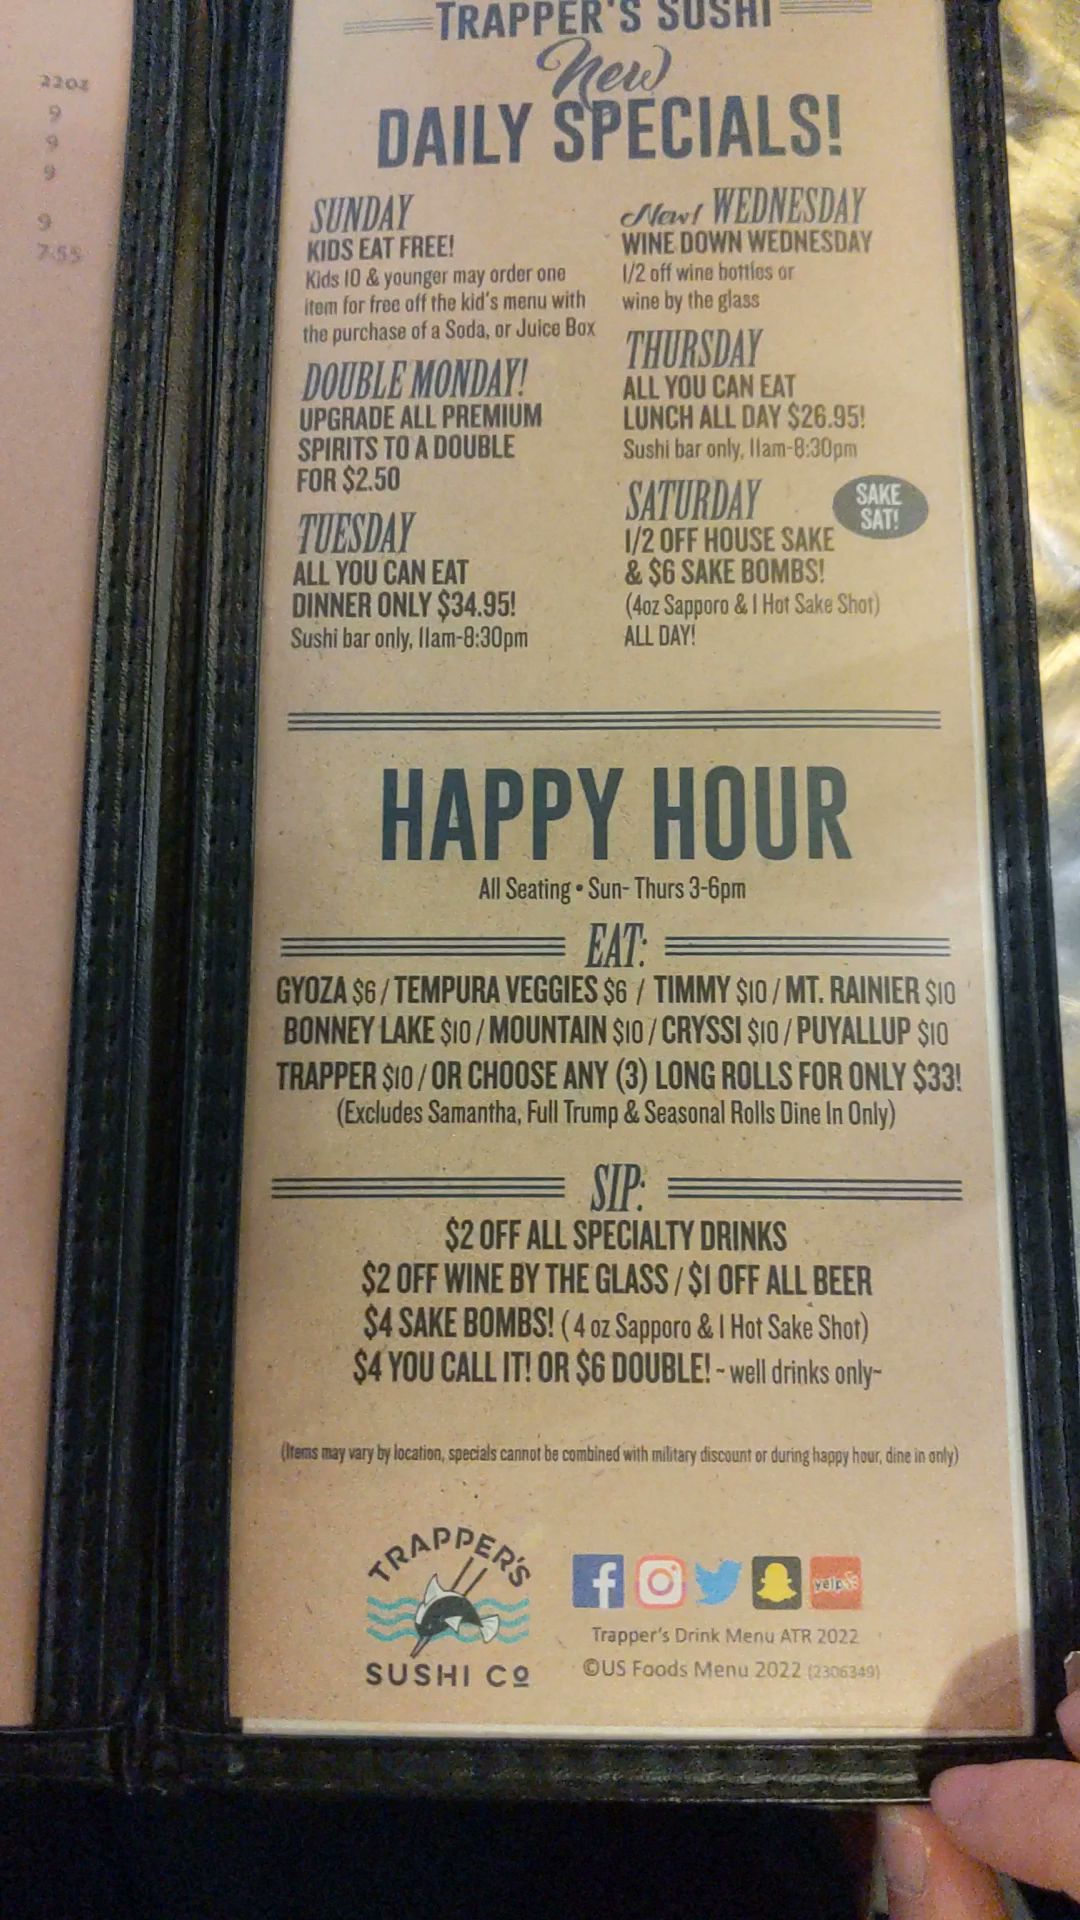 22oz
9
9
9
9
7.55
TRAPPER'S SUSHI
New
DAILY SPECIALS!
SUNDAY
KIDS EAT FREE!
Kids 10 & younger may order one
item for free off the kid's menu with
the purchase of a Soda, or Juice Box
DOUBLE MONDAY!
UPGRADE ALL PREMIUM
SPIRITS TO A DOUBLE
FOR $2.50
TUESDAY
ALL YOU CAN EAT
DINNER ONLY $34.95!
Sushi bar only, 11am-8:30pm
New! WEDNESDAY
WINE DOWN WEDNESDAY
1/2 off wine bottles or
wine by the glass
THURSDAY
ALL YOU CAN EAT
LUNCH ALL DAY $26.95!
Sushi bar only, 11am-8:30pm
SATURDAY
SAKE
SAT!
1/2 OFF HOUSE SAKE
& $6 SAKE BOMBS!
(4oz Sapporo & 1 Hot Sake Shot)
ALL DAY!
HAPPY HOUR
All Seating • Sun- Thurs 3-6pm
EAT:
GYOZA $6 / TEMPURA VEGGIES $6 / TIMMY $10 / MT. RAINIER $10
BONNEY LAKE $10 / MOUNTAIN $10 / CRYSSI $10 / PUYALLUP $10
TRAPPER $10 / OR CHOOSE ANY (3) LONG ROLLS FOR ONLY $33!
(Excludes Samantha, Full Trump & Seasonal Rolls Dine In Only)
SIP:
$2 OFF ALL SPECIALTY DRINKS
$2 OFF WINE BY THE GLASS / $1 OFF ALL BEER
$4 SAKE BOMBS! ( 4 oz Sapporo & 1 Hot Sake Shot)
$4 YOU CALL IT! OR $6 DOUBLE! ~ well drinks only~
(Items may vary by location, specials cannot be combined with military discount or during happy hour, dine in only)
TRAPPER'S
SUSHI Co
yelp
Trapper's Drink Menu ATR 2022
©US Foods Menu 2022 (2306349)